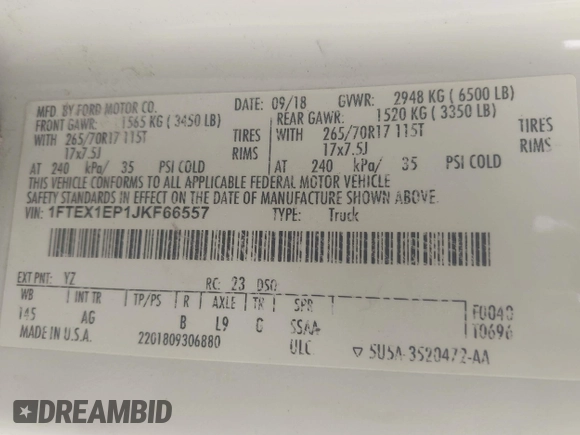 MFD BY FORD MOTOR CO. DATE: 09/18 GVWR: 2948 KG ( 6500 LB)
FRONT GAWR: 1565 KG ( 3450 LB) REAR GAWR: 1520 KG ( 3350 LB)
WITH 265/70R17 115T TIRES WITH 265/70R17 115T TIRES
17x7.5J RIMS 17x7.5J RIMS
AT 240 kPa/ 35 PSI COLD AT 240 kPa/ 35 PSI COLD
THIS VEHICLE CONFORMS TO ALL APPLICABLE FEDERAL MOTOR VEHICLE
SAFETY STANDARDS IN EFFECT ON THE DATE OF MANUFACTURE SHOWN ABOVE.
VIN: 1FTEX1EP1JKF66557 TYPE: Truck
EXT PNT: YZ RC: 23 DSO:
WB INT TR TP/PS R AXLE TR SPR F0040
145 AG B L9 C SSAA T0696
MADE IN U.S.A. 2201809306880 ULC ▽ 5U5A-3520472-AA
DREAMBID